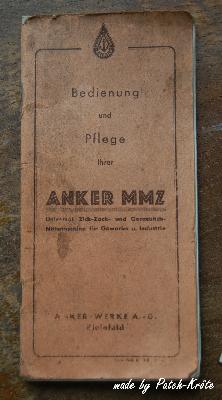 Bedienung
und
Pflege
Ihrer
ANKER MMZ
Universal Zick-Zack- und Geradstich-
Nähmaschine für Gewerbe u. Industrie
ANKER-WERKE A.-G.
Bielefeld
made by Patch-Kröte